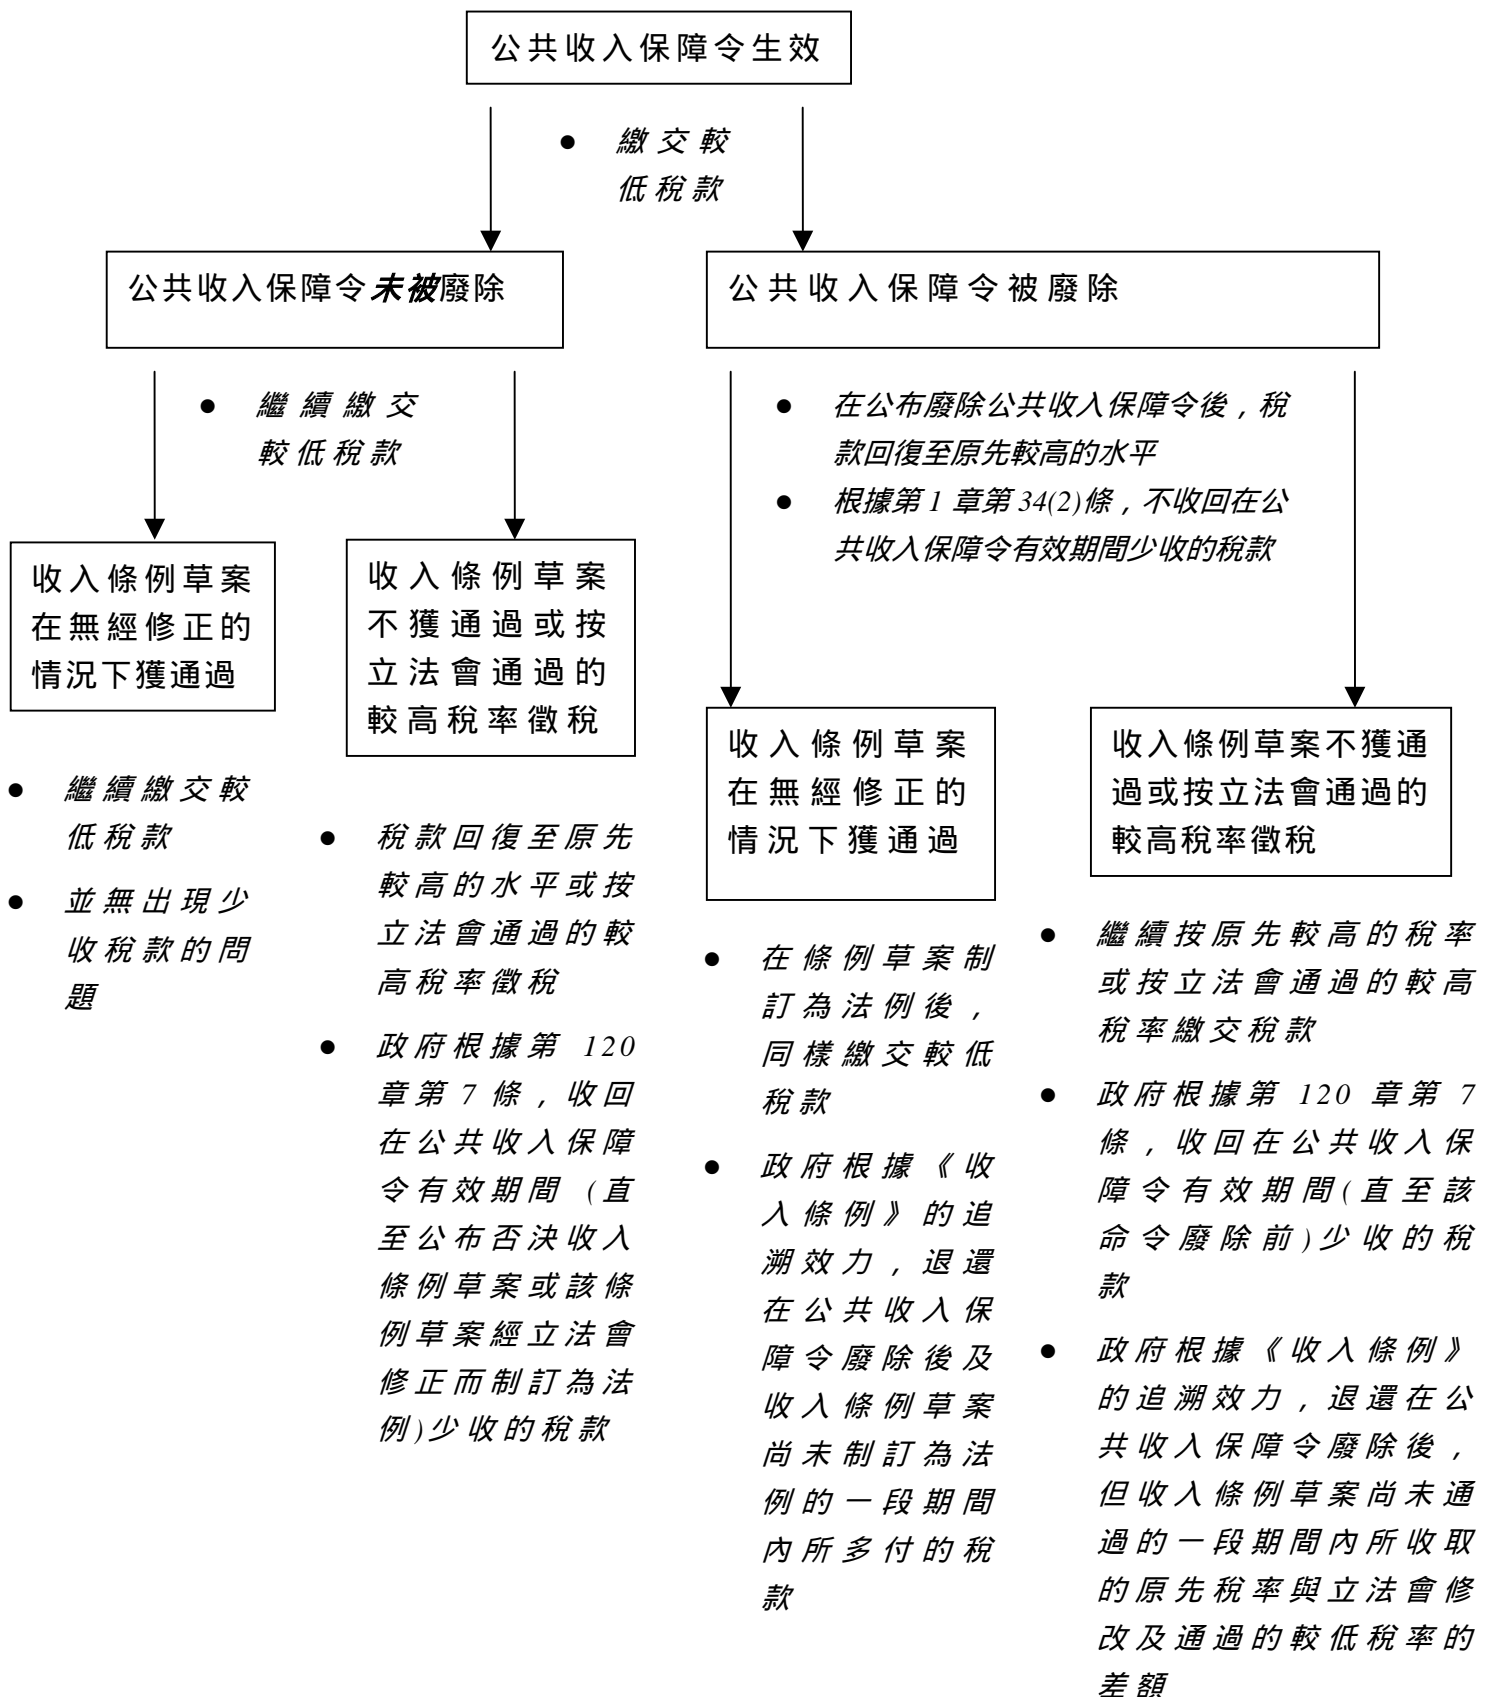 公共收入保障令生效
● 繳交較
低稅款
公共收入保障令未被廢除
公共收入保障令被廢除
● 繼續繳交
較低稅款
● 在公布廢除公共收入保障令後，稅
款回復至原先較高的水平
● 根據第 1 章第 34(2)條，不收回在公
共收入保障令有效期間少收的稅款
收入條例草案
在無經修正的
情況下獲通過
收入條例草案
不獲通過或按
立法會通過的
較高稅率徵稅
收入條例草案
在無經修正的
情況下獲通過
收入條例草案不獲通
過或按立法會通過的
較高稅率徵稅
● 繼續繳交較
低稅款
● 並無出現少
收稅款的問
題
● 稅款回復至原先
較高的水平或按
立法會通過的較
高稅率徵稅
● 政府根據第 120
章第 7 條，收回
在公共收入保障
令有效期間 (直
至公布否決收入
條例草案或該條
例草案經立法會
修正而制訂為法
例)少收的稅款
● 在條例草案制
訂為法例後，
同樣繳交較低
稅款
● 政府根據《收
入條例》的追
溯效力，退還
在公共收入保
障令廢除後及
收入條例草案
尚未制訂為法
例的一段期間
內所多付的稅
款
● 繼續按原先較高的稅率
或按立法會通過的較高
稅率繳交稅款
● 政府根據第 120 章第 7
條，收回在公共收入保
障令有效期間(直至該
命令廢除前)少收的稅
款
● 政府根據《收入條例》
的追溯效力，退還在公
共收入保障令廢除後，
但收入條例草案尚未通
過的一段期間內所收取
的原先稅率與立法會修
改及通過的較低稅率的
差額